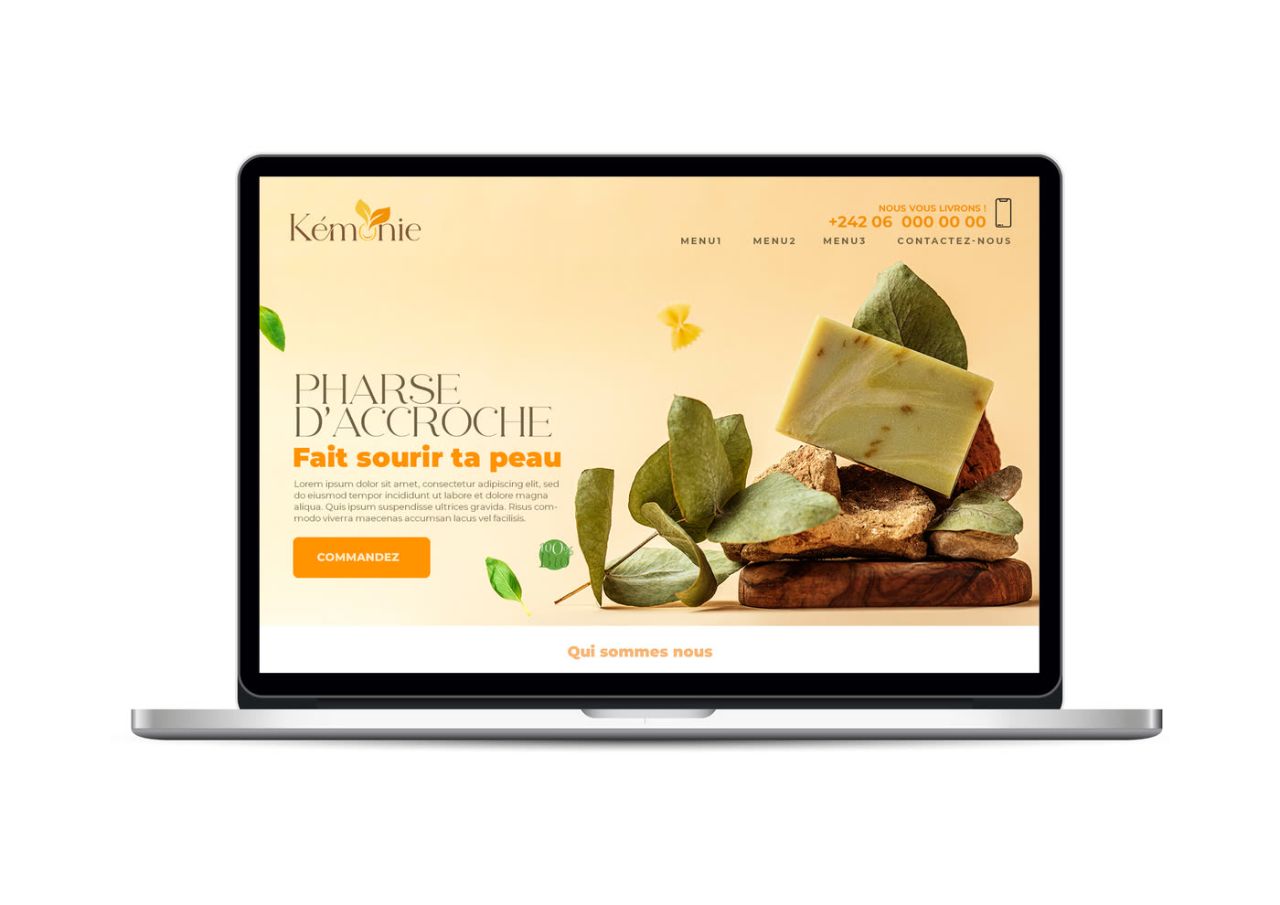 Kémonie
NOUS VOUS LIVRONS !
+242 06 000 00 00
MENU1 MENU2 MENU3 CONTACTEZ-NOUS
PHARSE
D'ACCROCHE
Fait sourir ta peau
Lorem ipsum dolor sit amet, consectetur adipiscing elit, sed
do eiusmod tempor incididunt ut labore et dolore magna
aliqua. Quis ipsum suspendisse ultrices gravida. Risus com-
modo viverra maecenas accumsan lacus vel facilisis.
COMMANDEZ
100%
Qui sommes nous